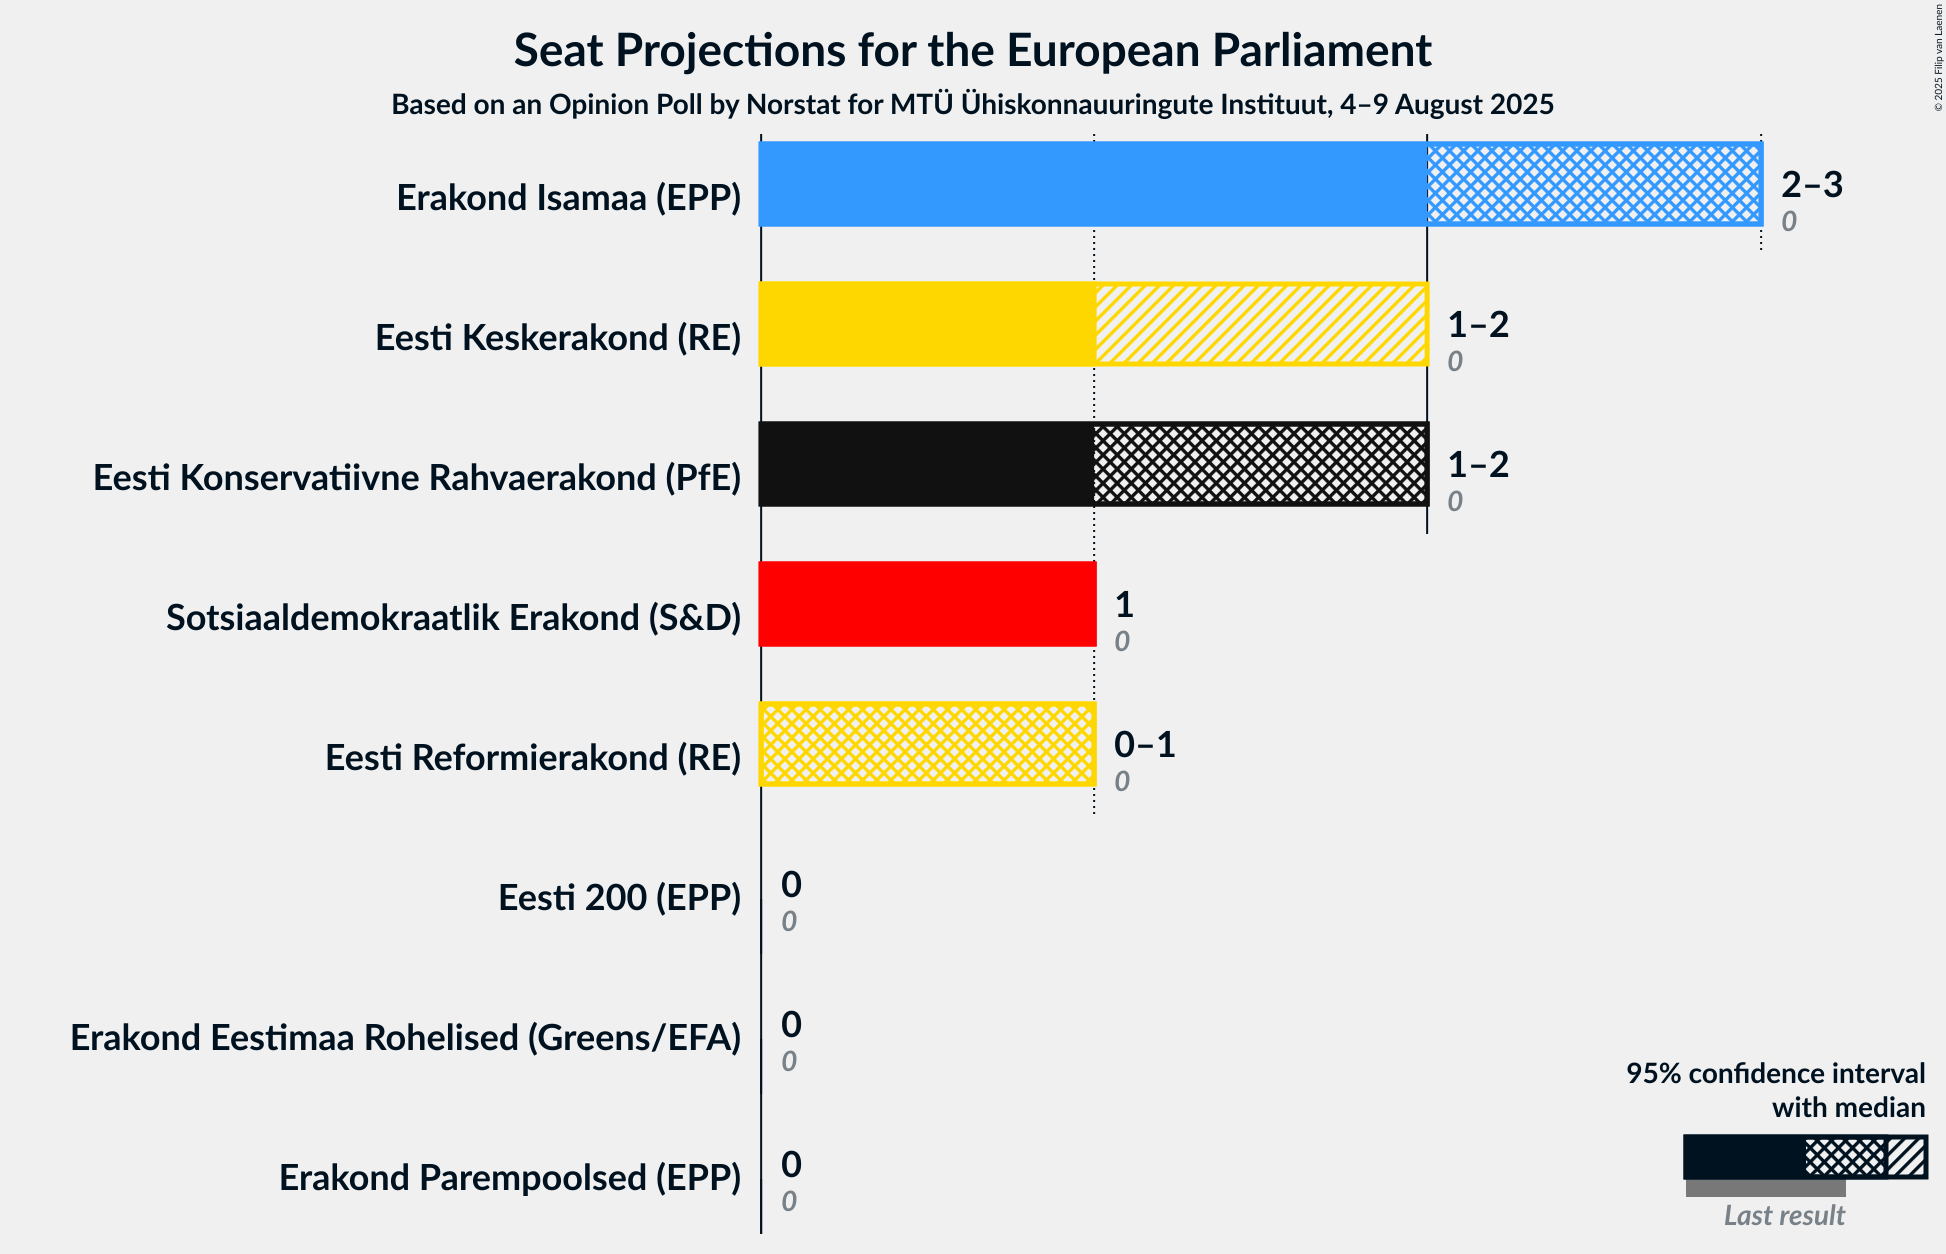 Seat Projections for the European Parliament
Based on an Opinion Poll by Norstat for MTÜ Ühiskonnauuringute Instituut, 4–9 August 2025
© 2025 Filip van Laenen
Erakond Isamaa (EPP)
2–3
0
Eesti Keskerakond (RE)
1–2
0
Eesti Konservatiivne Rahvaerakond (PfE)
1–2
0
Sotsiaaldemokraatlik Erakond (S&D)
1
0
Eesti Reformierakond (RE)
0–1
0
Eesti 200 (EPP)
0
0
Erakond Eestimaa Rohelised (Greens/EFA)
0
0
Erakond Parempoolsed (EPP)
0
0
95% confidence interval
with median
Last result